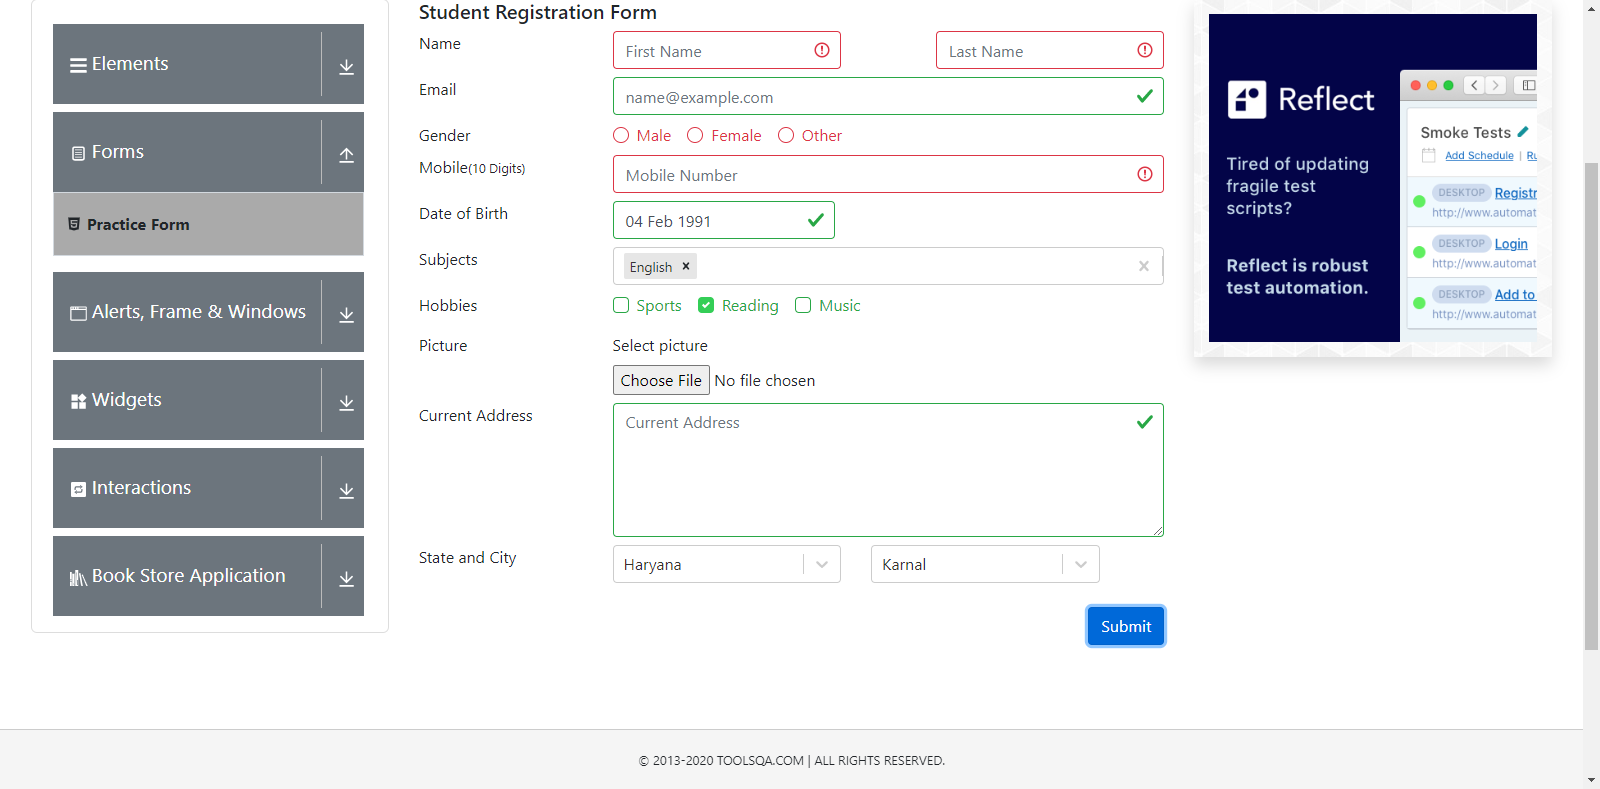 Elements
Forms
Practice Form
Alerts, Frame & Windows
Widgets
Interactions
Book Store Application
Student Registration Form
Name
First Name
Last Name
Email
name@example.com
Gender
Male
Female
Other
Mobile(10 Digits)
Mobile Number
Date of Birth
04 Feb 1991
Subjects
English
Hobbies
Sports
Reading
Music
Picture
Select picture
Choose File No file chosen
Current Address
Current Address
State and City
Haryana
Karnal
Submit
Reflect
Tired of updating
fragile test
scripts?
Reflect is robust
test automation.
Smoke Tests
Add Schedule | Ru
DESKTOP Registr
http://www.automat
DESKTOP Login
http://www.automat
DESKTOP Add to
http://www.automat
© 2013-2020 TOOLSQA.COM | ALL RIGHTS RESERVED.